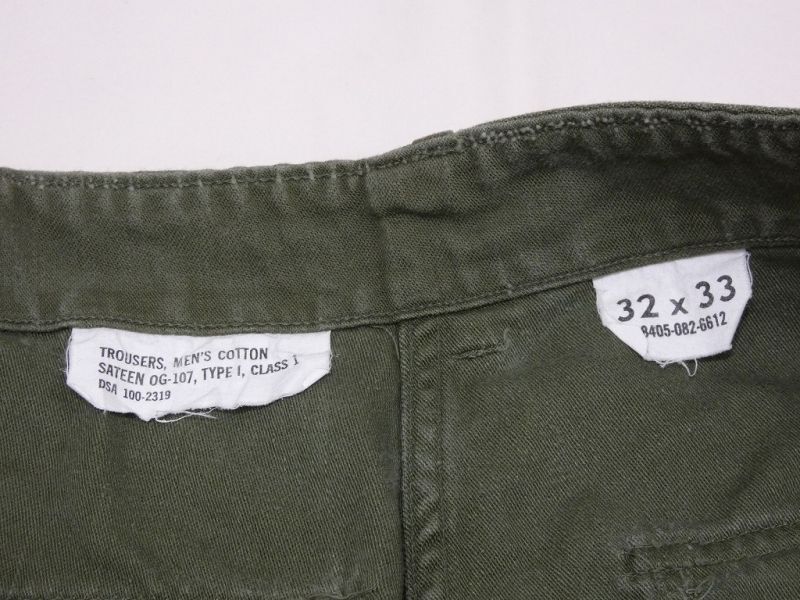 TROUSERS, MEN'S COTTON
SATEEN OG-107, TYPE I, CLASS 1
DSA 100-2319
32 x 33
8405-082-6612